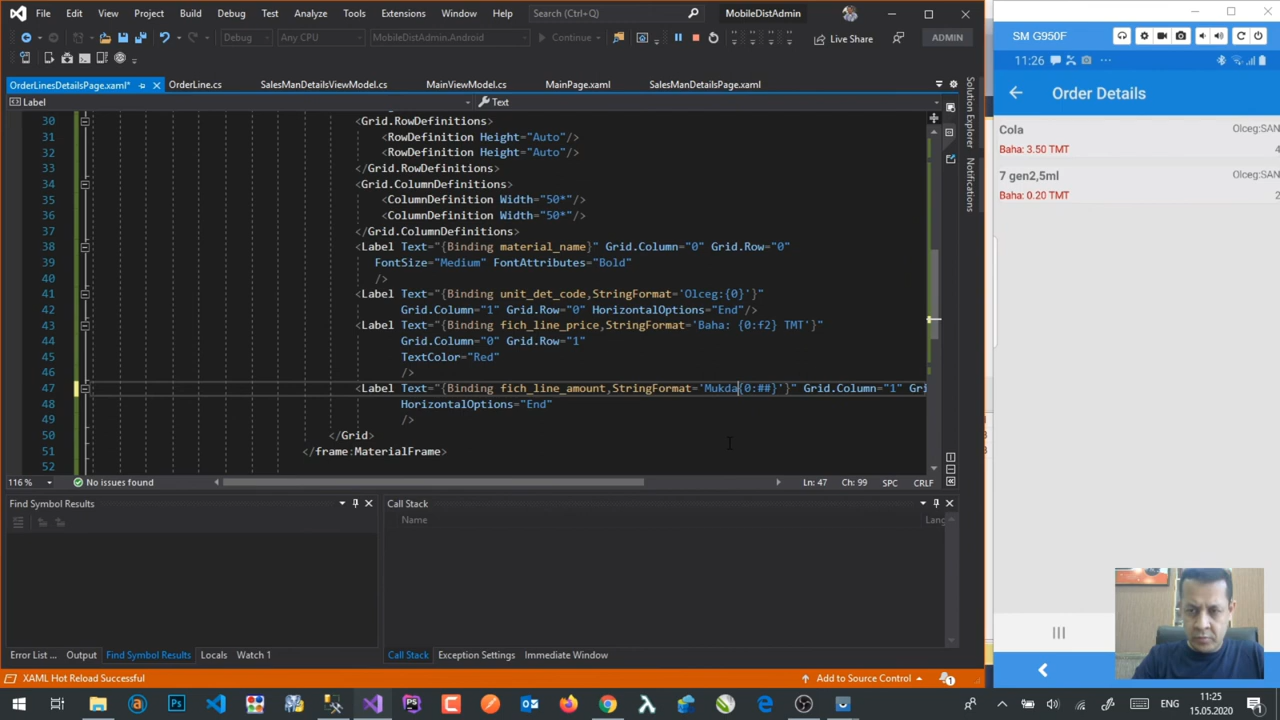 File Edit View Project Build Debug Test Analyze Tools Extensions Window Help Search (Ctrl+Q) MobileDistAdmin
Debug Any CPU MobileDistAdmin.Android Continue Live Share ADMIN
OrderLinesDetailsPage.xaml* OrderLine.cs SalesManDetailsViewModel.cs MainViewModel.cs MainPage.xaml SalesManDetailsPage.xaml
Label Text
30 <Grid.RowDefinitions>
31 <RowDefinition Height="Auto"/>
32 <RowDefinition Height="Auto"/>
33 </Grid.RowDefinitions>
34 <Grid.ColumnDefinitions>
35 <ColumnDefinition Width="50*"/>
36 <ColumnDefinition Width="50*"/>
37 </Grid.ColumnDefinitions>
38 <Label Text="{Binding material_name}" Grid.Column="0" Grid.Row="0"
39 FontSize="Medium" FontAttributes="Bold"
40 />
41 <Label Text="{Binding unit_det_code,StringFormat='Olceg:{0}'}"
42 Grid.Column="1" Grid.Row="0" HorizontalOptions="End"/>
43 <Label Text="{Binding fich_line_price,StringFormat='Baha: {0:f2} TMT'}"
44 Grid.Column="0" Grid.Row="1"
45 TextColor="Red"
46 />
47 <Label Text="{Binding fich_line_amount,StringFormat='Mukda{0:##}'}" Grid.Column="1" Gri
48 HorizontalOptions="End"
49 />
50 </Grid>
51 </frame:MaterialFrame>
52
116 % No issues found Ln: 47 Ch: 99 SPC CRLF
Find Symbol Results
Call Stack
Name Lang
Error List ... Output Find Symbol Results Locals Watch 1
Call Stack Exception Settings Immediate Window
XAML Hot Reload Successful Add to Source Control 1
Solution Explorer
Notifications
SM G950F
11:26
Order Details
Cola Olceg:SAN
Baha: 3.50 TMT 4
7 gen2,5ml Olceg:SAN
Baha: 0.20 TMT 2
ENG 11:25
15.05.2020